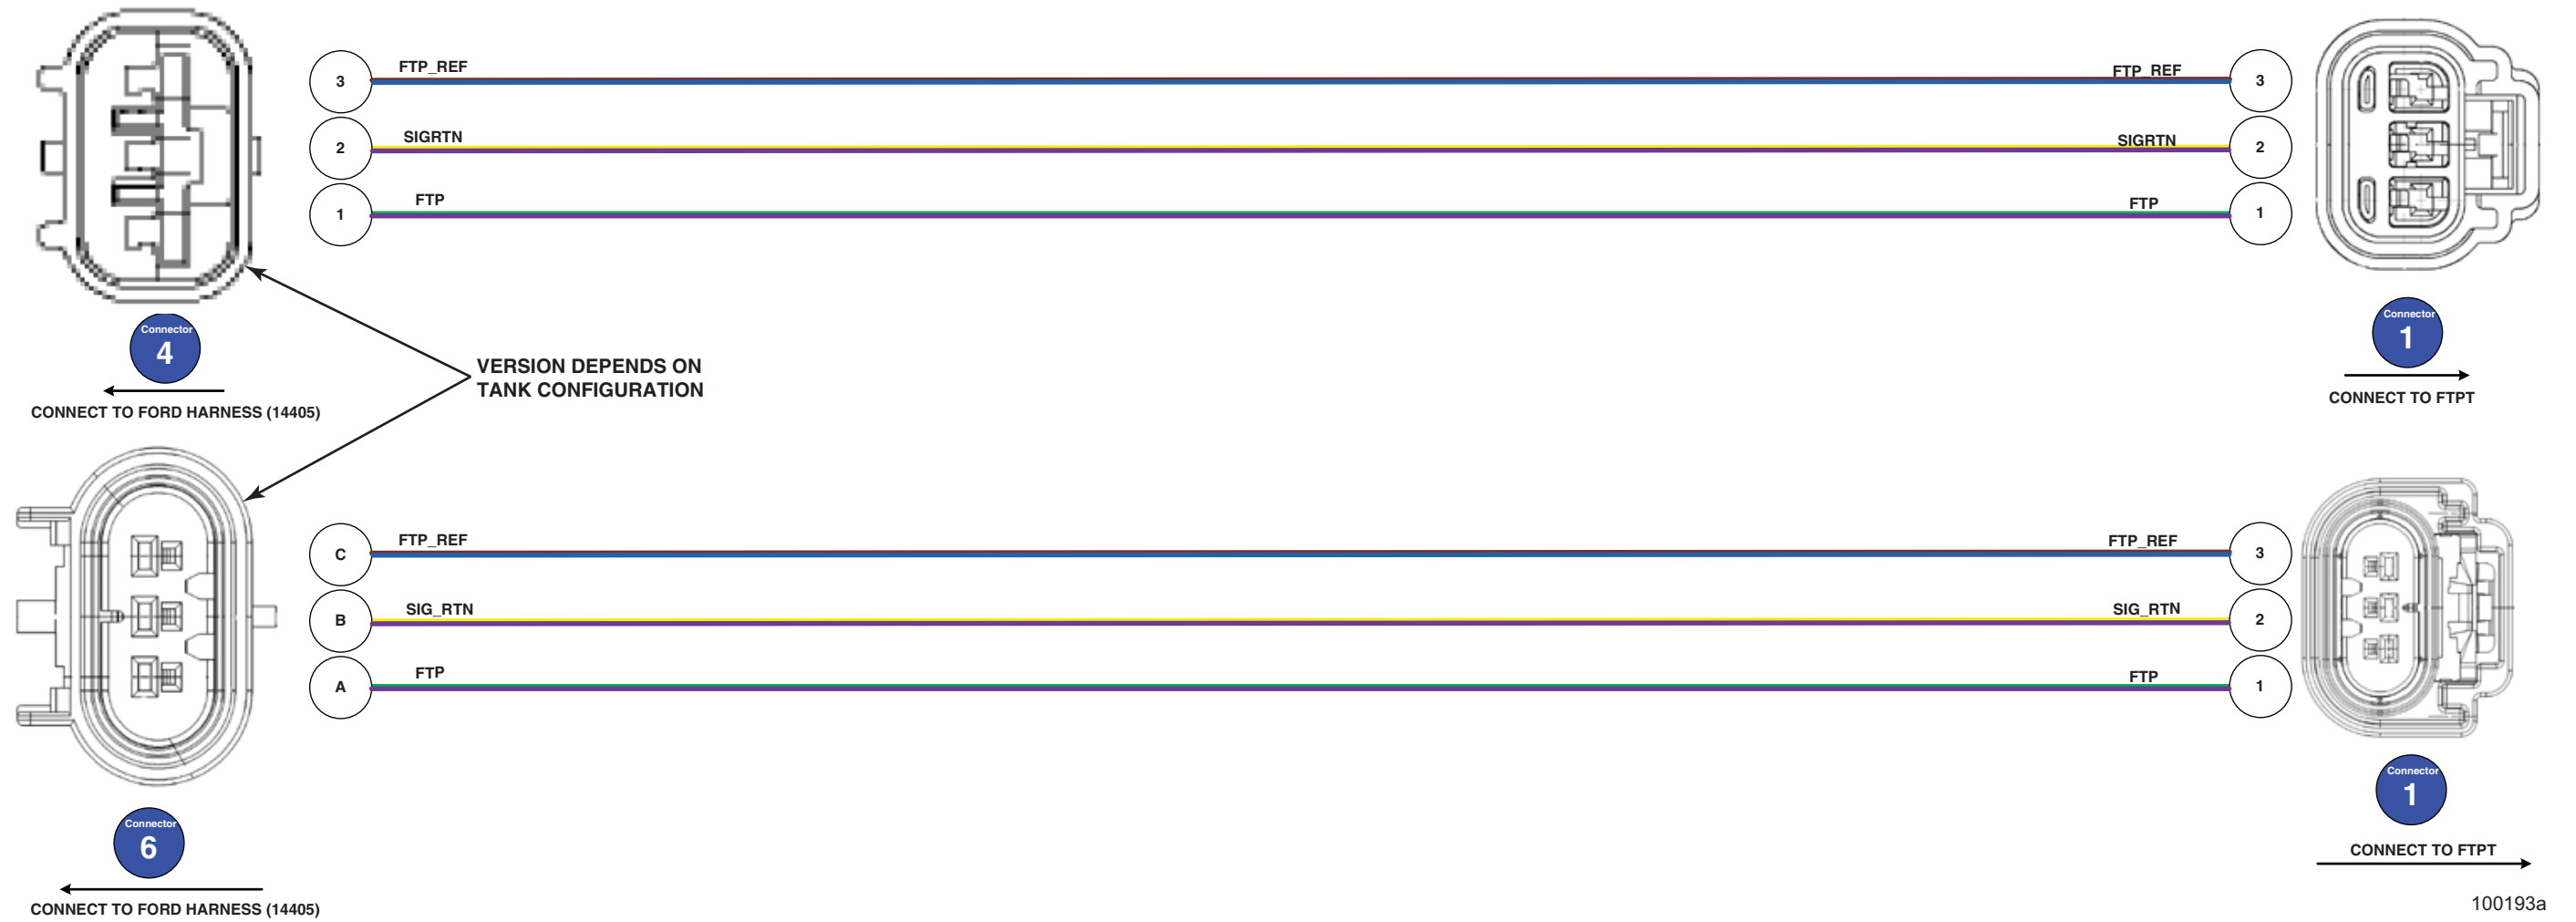 3 FTP_REF FTP_REF 3
2 SIGRTN SIGRTN 2
1 FTP FTP 1
Connector
4
CONNECT TO FORD HARNESS (14405)
Connector
1
CONNECT TO FTPT
VERSION DEPENDS ON
TANK CONFIGURATION
C FTP_REF FTP_REF 3
B SIG_RTN SIG_RTN 2
A FTP FTP 1
Connector
6
CONNECT TO FORD HARNESS (14405)
Connector
1
CONNECT TO FTPT
100193a